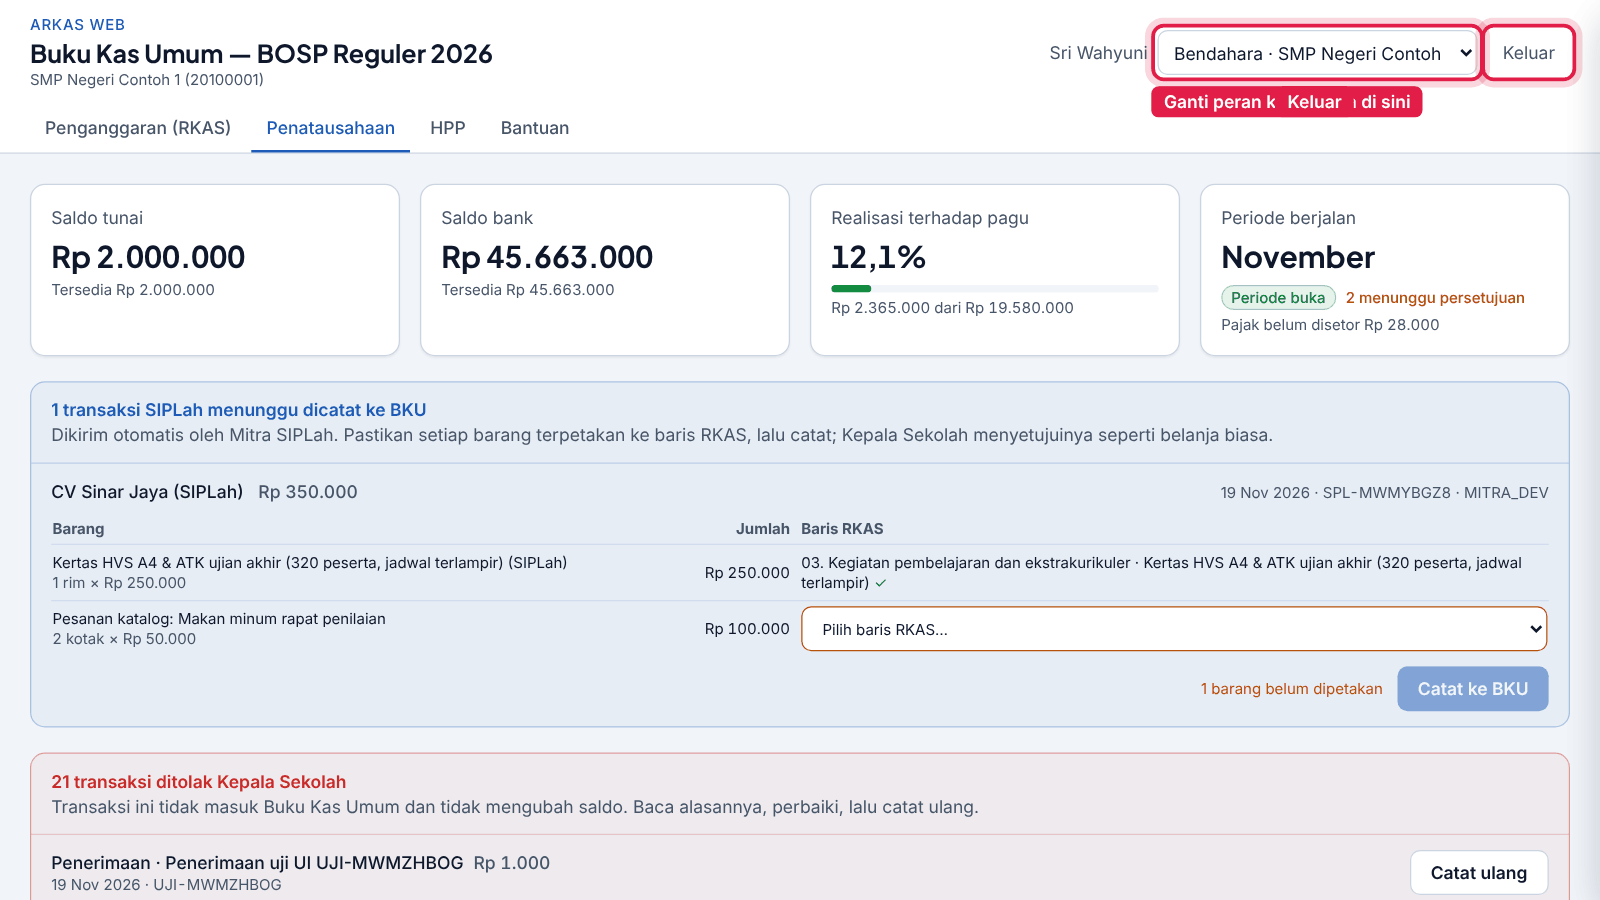 ARKAS WEB
Buku Kas Umum — BOSP Reguler 2026
SMP Negeri Contoh 1 (20100001)
Sri Wahyuni
Bendahara · SMP Negeri Contoh
Keluar
Ganti peran k
Keluar
di sini
Penganggaran (RKAS)
Penatausahaan
HPP
Bantuan
Saldo tunai
Rp 2.000.000
Tersedia Rp 2.000.000
Saldo bank
Rp 45.663.000
Tersedia Rp 45.663.000
Realisasi terhadap pagu
12,1%
Rp 2.365.000 dari Rp 19.580.000
Periode berjalan
November
Periode buka
2 menunggu persetujuan
Pajak belum disetor Rp 28.000
1 transaksi SIPLah menunggu dicatat ke BKU
Dikirim otomatis oleh Mitra SIPLah. Pastikan setiap barang terpetakan ke baris RKAS, lalu catat; Kepala Sekolah menyetujuinya seperti belanja biasa.
CV Sinar Jaya (SIPLah) Rp 350.000
19 Nov 2026 · SPL-MWMYBGZ8 · MITRA_DEV
Barang
Jumlah
Baris RKAS
Kertas HVS A4 & ATK ujian akhir (320 peserta, jadwal terlampir) (SIPLah)
1 rim × Rp 250.000
Rp 250.000
03. Kegiatan pembelajaran dan ekstrakurikuler · Kertas HVS A4 & ATK ujian akhir (320 peserta, jadwal
terlampir) ✓
Pesanan katalog: Makan minum rapat penilaian
2 kotak × Rp 50.000
Rp 100.000
Pilih baris RKAS...
1 barang belum dipetakan
Catat ke BKU
21 transaksi ditolak Kepala Sekolah
Transaksi ini tidak masuk Buku Kas Umum dan tidak mengubah saldo. Baca alasannya, perbaiki, lalu catat ulang.
Penerimaan · Penerimaan uji UI UJI-MWMZHBOG Rp 1.000
19 Nov 2026 · UJI-MWMZHBOG
Catat ulang